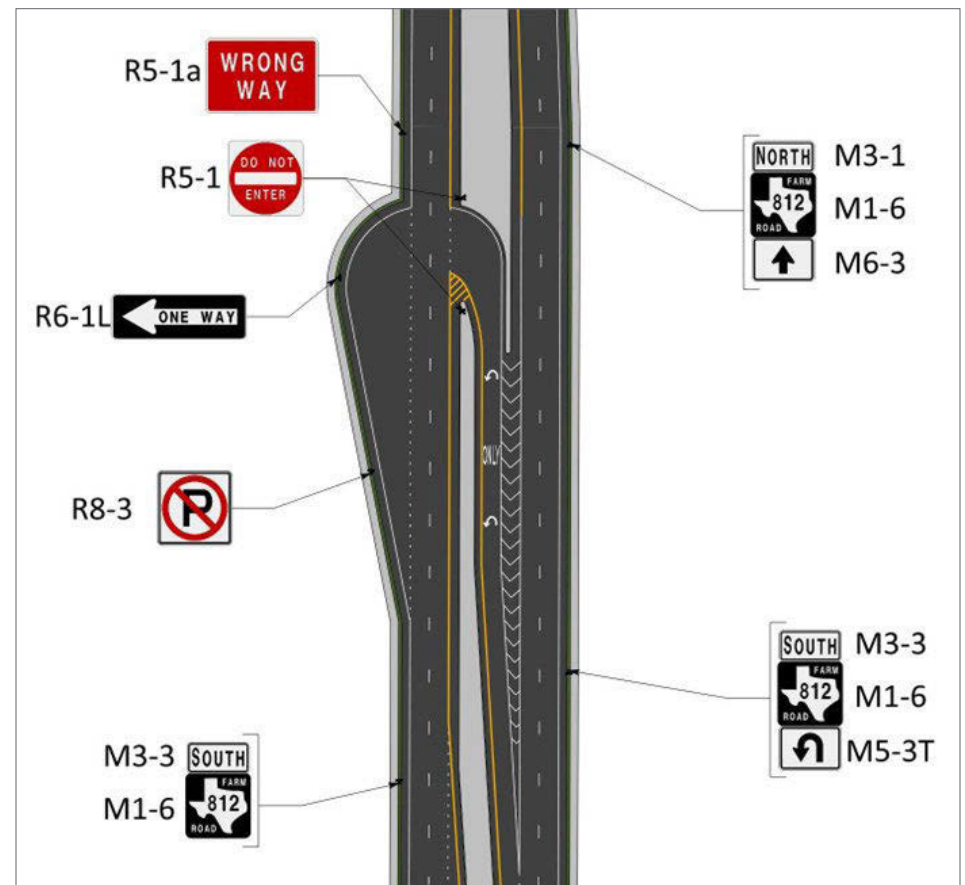 R5-1a
WRONG
WAY
R5-1
DO NOT
ENTER
NORTH M3-1
FARM
812
ROAD
M1-6
M6-3
R6-1L
ONE WAY
ONLY
R8-3
P
SOUTH M3-3
FARM
812
ROAD
M1-6
M5-3T
M3-3 SOUTH
M1-6
FARM
812
ROAD